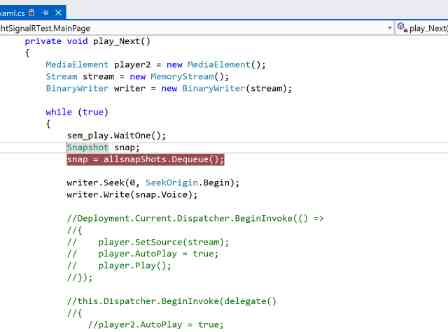 xaml.cs
htSignalRTest.MainPage
play_Next(
private void play_Next()
{
MediaElement player2 = new MediaElement();
Stream stream = new MemoryStream();
BinaryWriter writer = new BinaryWriter(stream);
while (true)
{
sem_play.WaitOne();
Snapshot snap;
snap = allsnapShots.Dequeue();
writer.Seek(0, SeekOrigin.Begin);
writer.Write(snap.Voice);
//Deployment.Current.Dispatcher.BeginInvoke(() =>
//{
// player.SetSource(stream);
// player.AutoPlay = true;
// player.Play();
//});
//this.Dispatcher.BeginInvoke(delegate()
//{
//player2.AutoPlay = true;